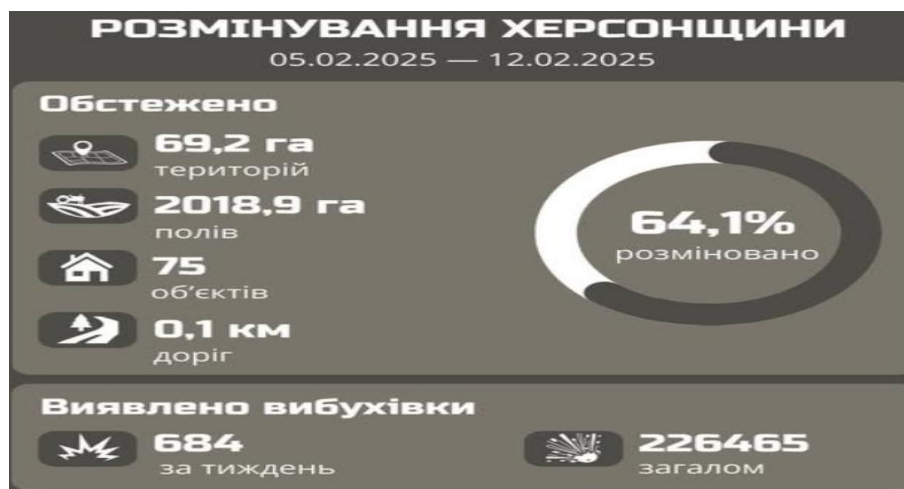 РОЗМІНУВАННЯ ХЕРСОНЩИНИ
05.02.2025 — 12.02.2025
Обстежено
69,2 га
територій
2018,9 га
полів
75
об'єктів
0,1 км
доріг
64,1%
розміновано
Виявлено вибухівки
684
за тиждень
226465
загалом